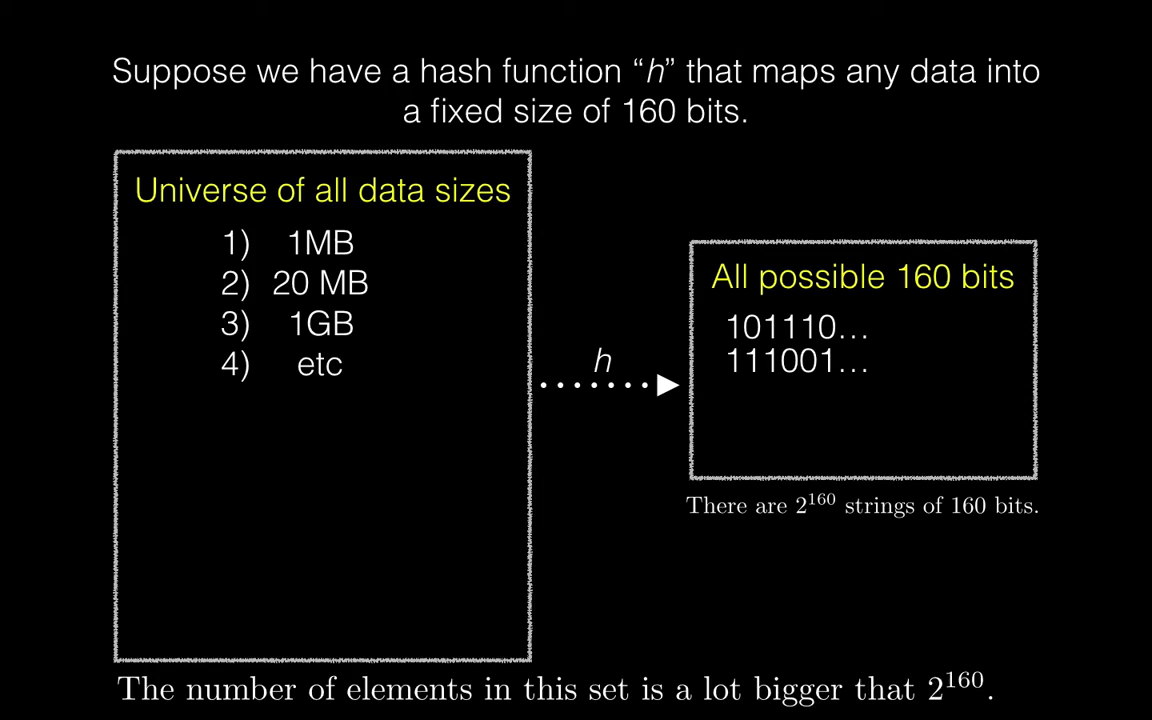 Suppose we have a hash function “h” that maps any data into
a fixed size of 160 bits.
Universe of all data sizes
1) 1MB
2) 20 MB
3) 1GB
4) etc
h
All possible 160 bits
101110...
111001...
There are 2^160 strings of 160 bits.
The number of elements in this set is a lot bigger that 2^160.